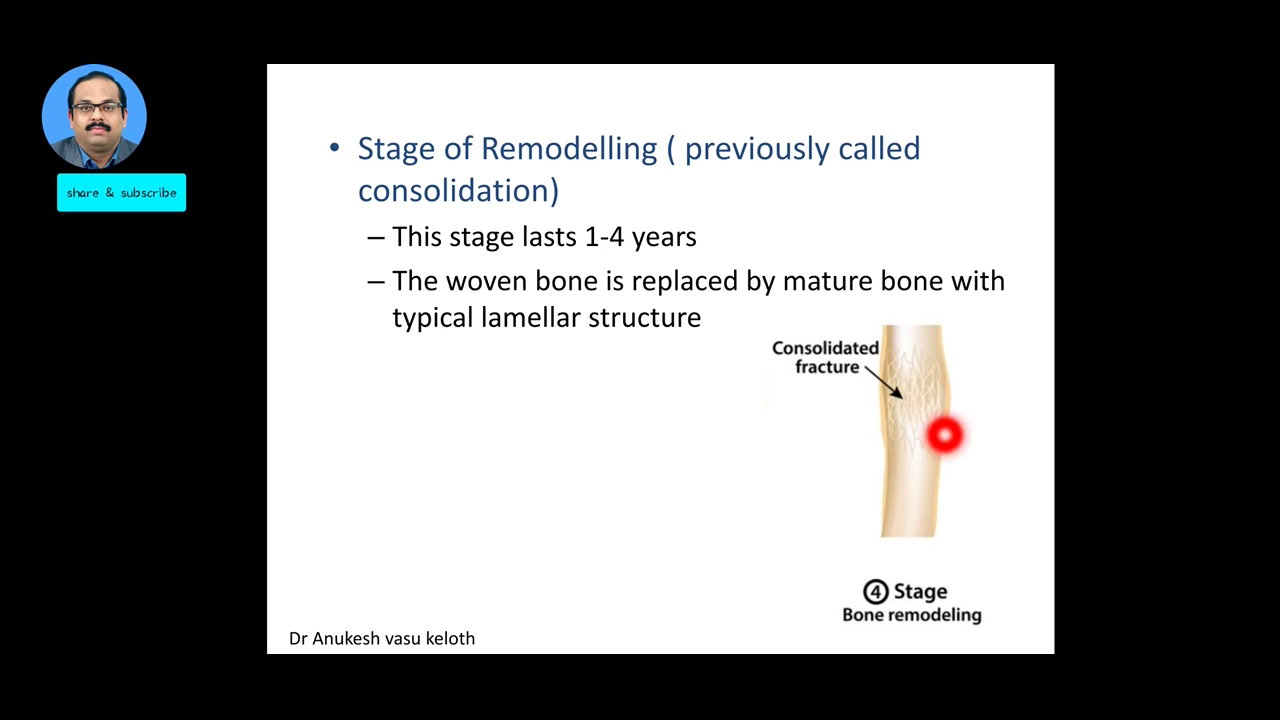 share & subscribe
• Stage of Remodelling ( previously called
consolidation)
– This stage lasts 1-4 years
– The woven bone is replaced by mature bone with
typical lamellar structure
Consolidated
fracture
④ Stage
Bone remodeling
Dr Anukesh vasu keloth